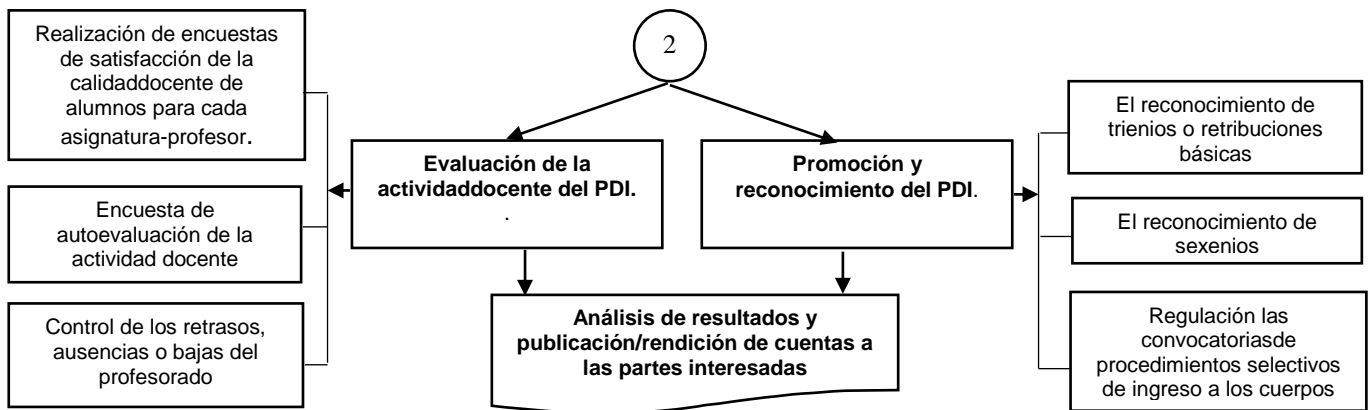 Realización de encuestas
de satisfacción de la
calidaddocente de
alumnos para cada
asignatura-profesor.
Encuesta de
autoevaluación de la
actividad docente
Control de los retrasos,
ausencias o bajas del
profesorado
2
Evaluación de la
actividaddocente del PDI.
.
Promoción y
reconocimiento del PDI.
Análisis de resultados y
publicación/rendición de cuentas a
las partes interesadas
El reconocimiento de
trienios o retribuciones
básicas
El reconocimiento de
sexenios
Regulación las
convocatoriasde
procedimientos selectivos
de ingreso a los cuerpos